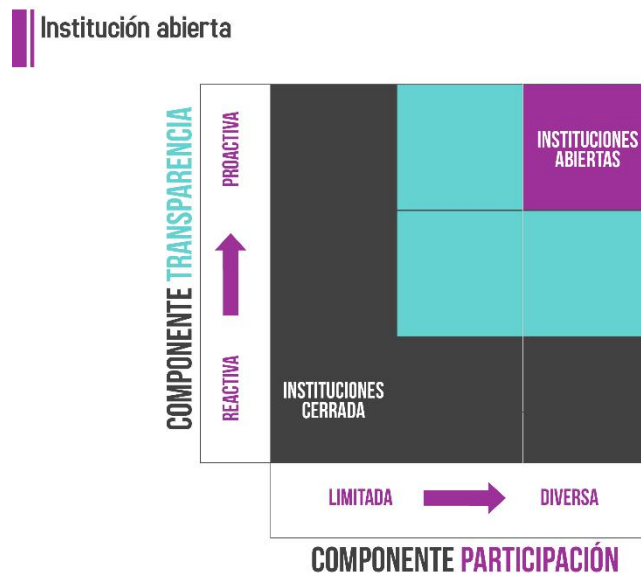 Institución abierta
COMPONENTE TRANSPARENCIA
PROACTIVA
REACTIVA
INSTITUCIONES
ABIERTAS
INSTITUCIONES
CERRADA
LIMITADA
DIVERSA
COMPONENTE PARTICIPACIÓN